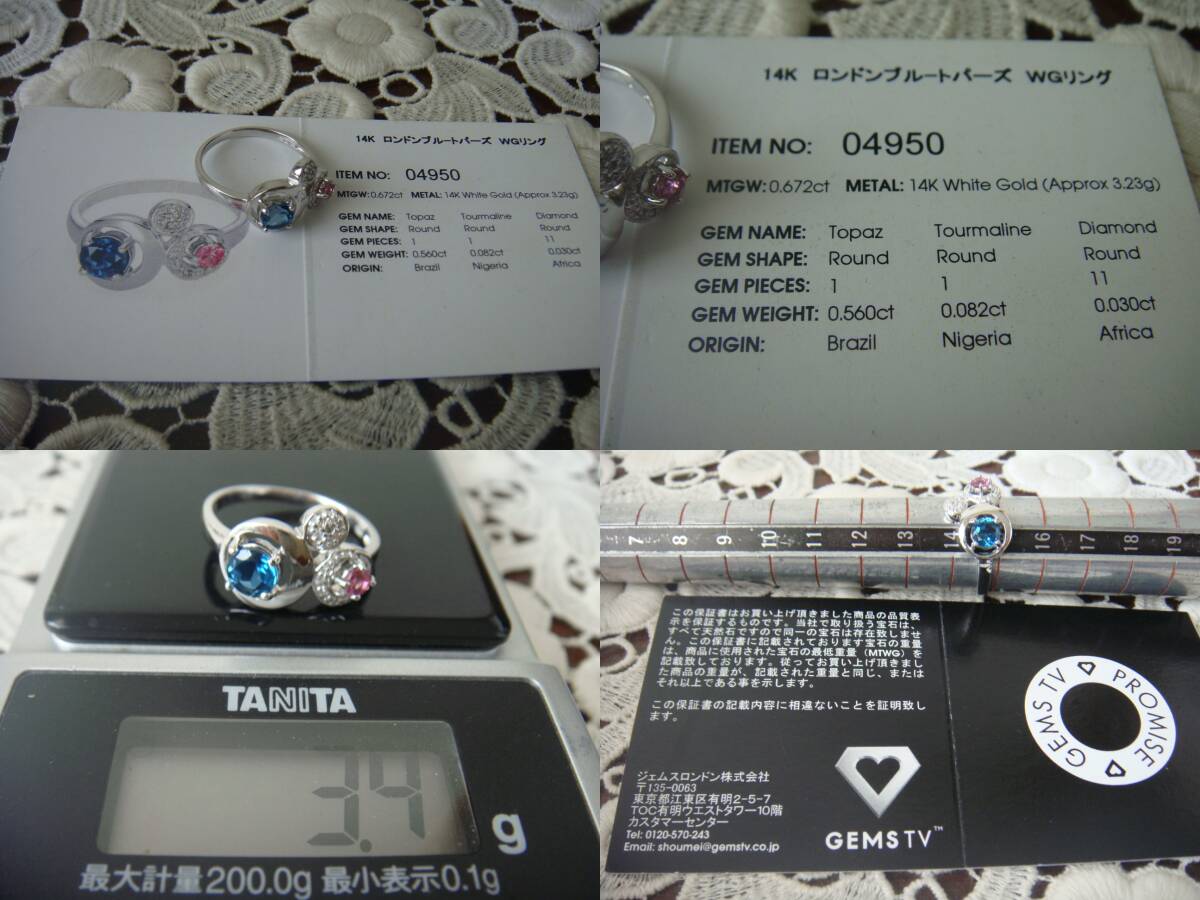 14K ロンドンブルートパーズ WGリング
ITEM NO: 04950
MTGW: 0.672ct METAL: 14K White Gold (Approx 3.23g)
GEM NAME: Topaz Tourmaline Diamond
GEM SHAPE: Round Round Round
GEM PIECES: 1 1 11
GEM WEIGHT: 0.560ct 0.082ct 0.030ct
ORIGIN: Brazil Nigeria Africa
14K ロンドンブルートパーズ WGリング
ITEM NO: 04950
MTGW: 0.672ct METAL: 14K White Gold (Approx 3.23g)
GEM NAME: Topaz Tourmaline Diamond
GEM SHAPE: Round Round Round
GEM PIECES: 1 1 11
GEM WEIGHT: 0.560ct 0.082ct 0.030ct
ORIGIN: Brazil Nigeria Africa
TANITA
3.4 g
最大計量200.0g 最小表示0.1g
7 8 9 10 11 12 13 14 16 17 18 19
この保証書はお買い上げ頂きました商品の品質表
示を保証するものです。当社で取り扱う宝石は、
すべて天然石ですので同一の宝石は存在致しませ
ん。この保証書に記載されております宝石の重量
は、商品に使用された宝石の最低重量（MTWG）を
記載致しております。従ってお買い上げ頂きまし
た商品の重量が、記載された重量と同じ、または
それ以上である事を示します。
この保証書の記載内容に相違ないことを証明致し
ます。
ジェムスロンドン株式会社
〒135-0063
東京都江東区有明2-5-7
TOC有明ウエストタワー10階
カスタマーセンター
Tel: 0120-570-243
Email: shoumei@gemstv.co.jp
GEMS TV™
GEMS TV PROMISE